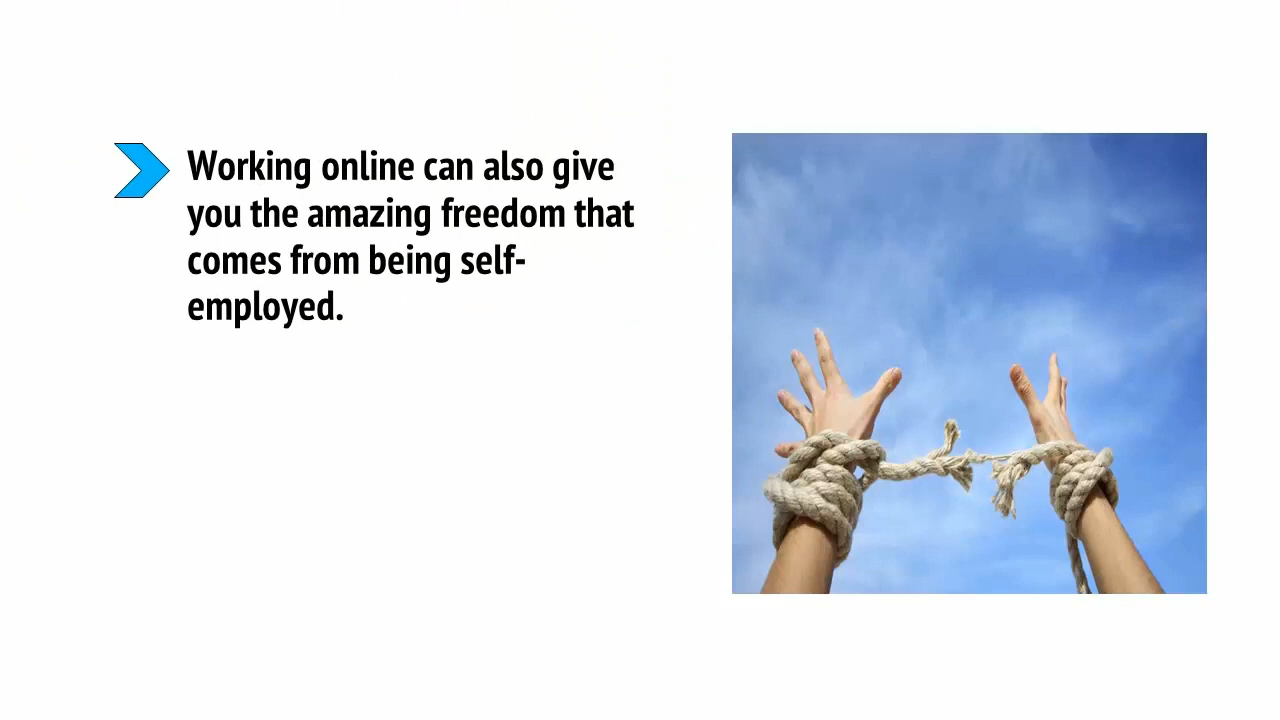 Working online can also give
you the amazing freedom that
comes from being self-
employed.